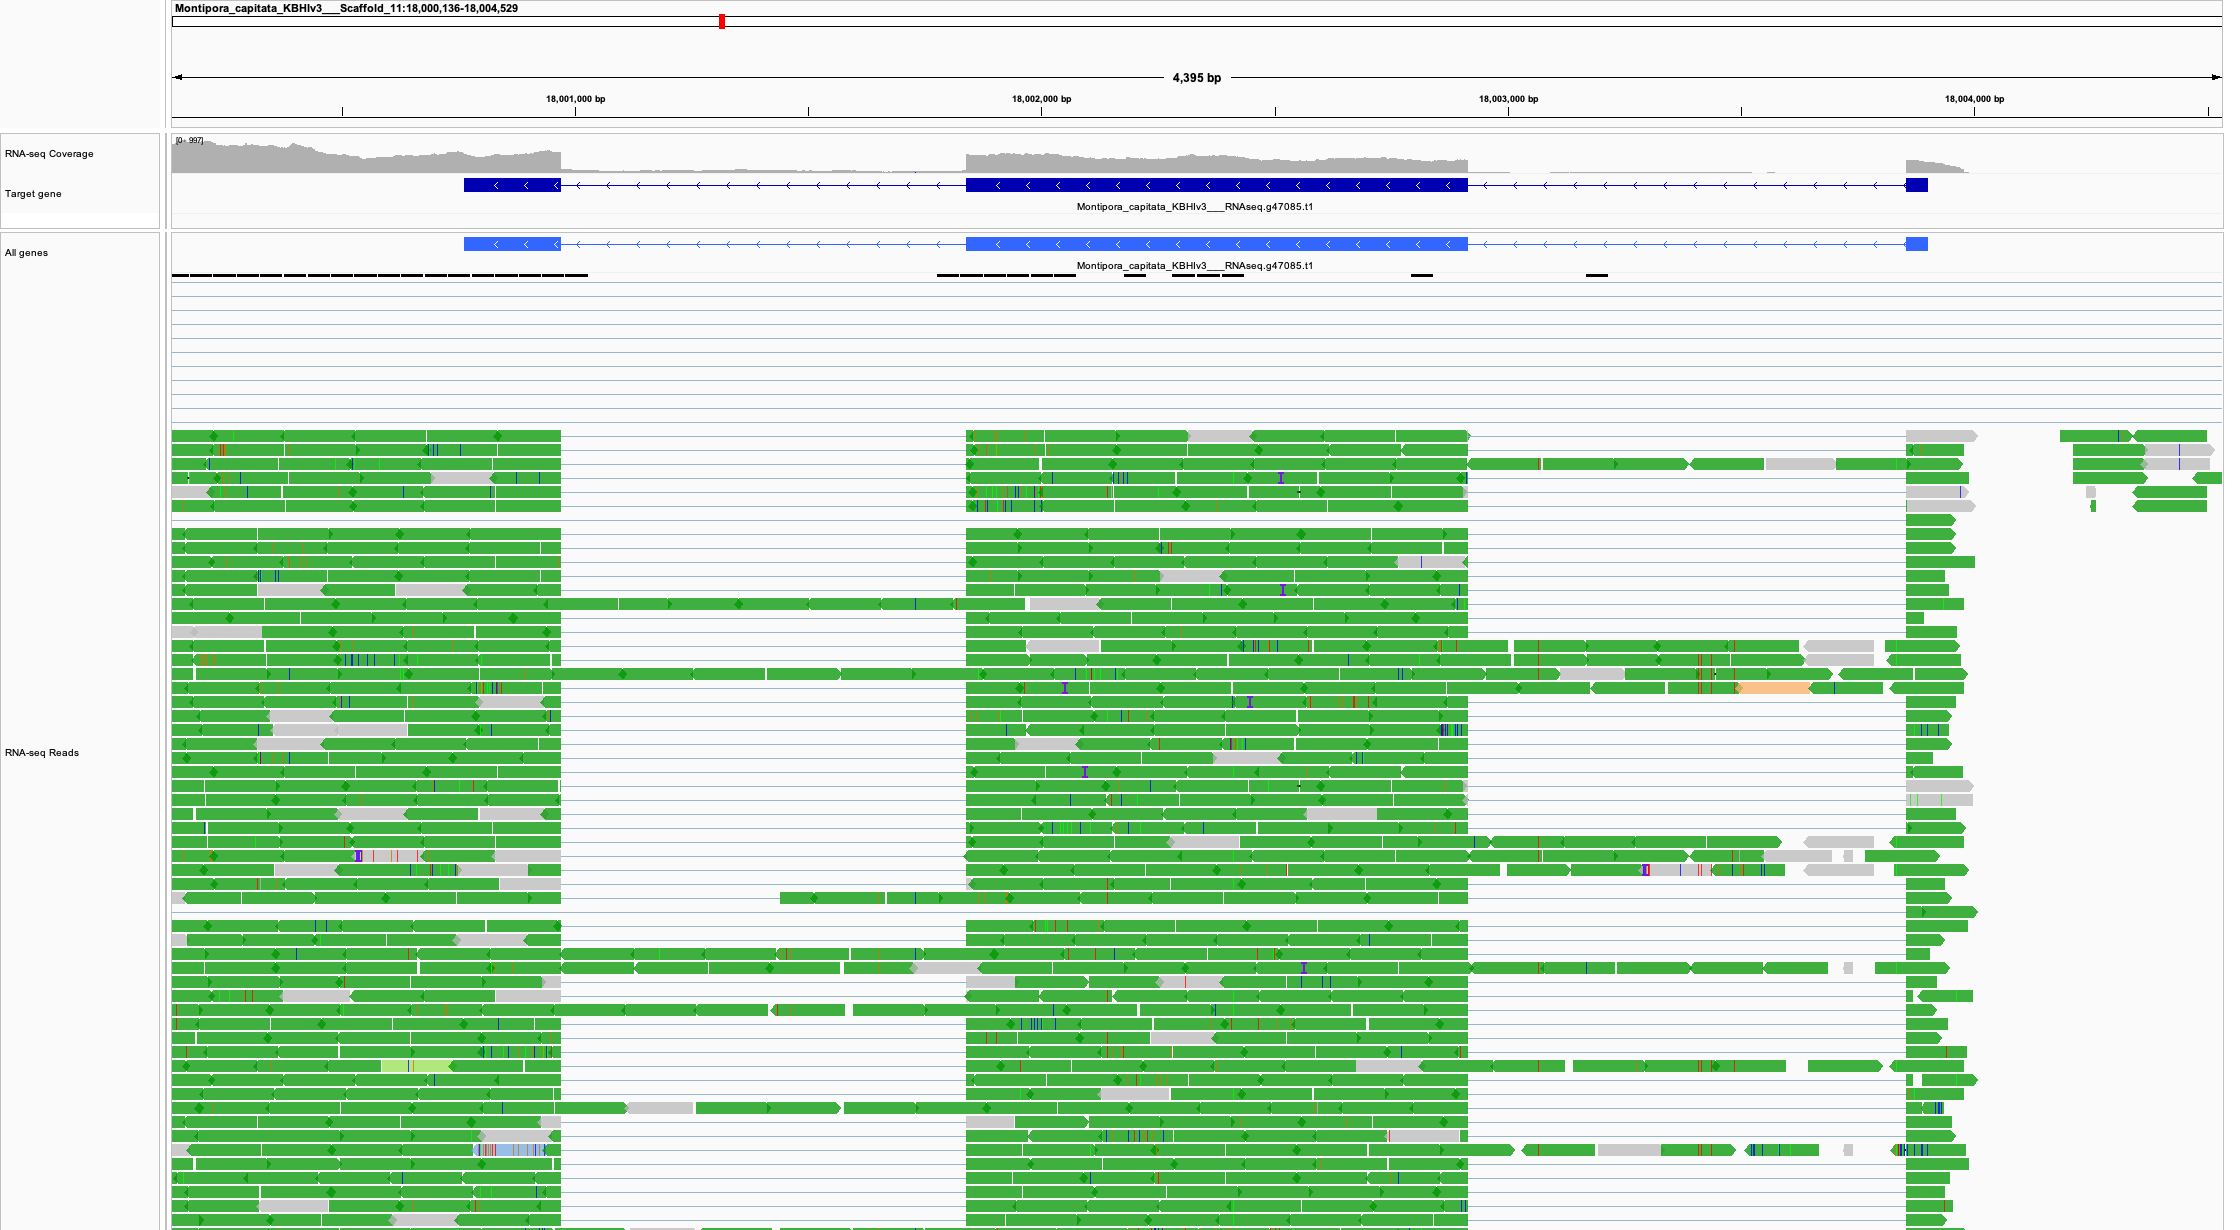 Montipora_capitata_KBHIv3___Scaffold_11:18,000,136-18,004,529
4,395 bp
18,001,000 bp 18,002,000 bp 18,003,000 bp 18,004,000 bp
[0 - 997]
RNA-seq Coverage
Target gene
Montipora_capitata_KBHIv3___RNAseq.g47085.t1
All genes
Montipora_capitata_KBHIv3___RNAseq.g47085.t1
RNA-seq Reads